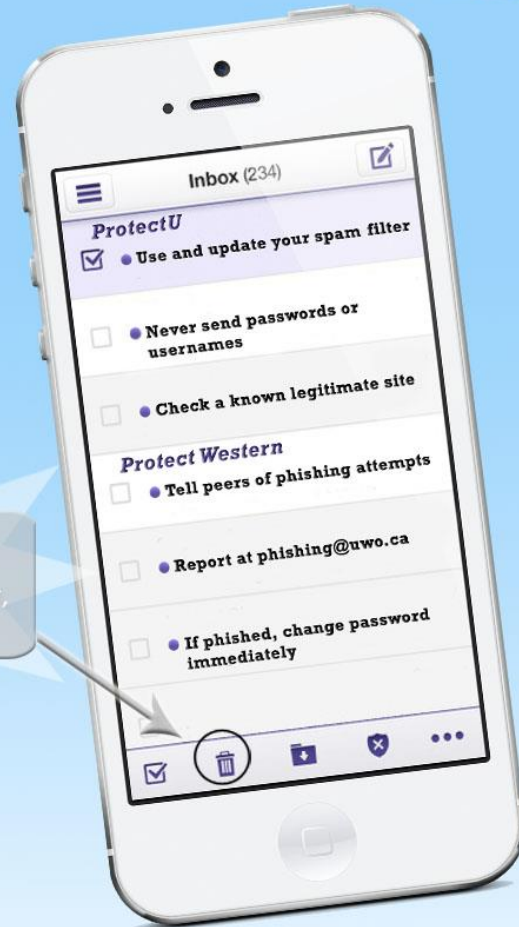 Inbox (234)
ProtectU
Use and update your spam filter
Never send passwords or
usernames
Check a known legitimate site
Protect Western
Tell peers of phishing attempts
Report at phishing@uwo.ca
If phished, change password
immediately